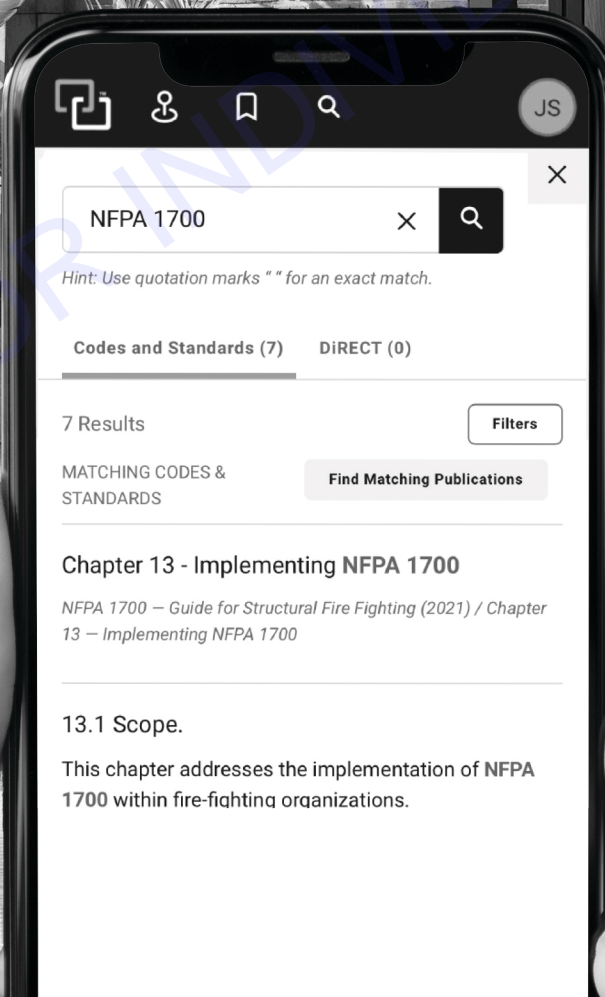 JS
NFPA 1700
Hint: Use quotation marks “ “ for an exact match.
Codes and Standards (7)
DiRECT (0)
7 Results
Filters
MATCHING CODES &
STANDARDS
Find Matching Publications
Chapter 13 - Implementing NFPA 1700
NFPA 1700 — Guide for Structural Fire Fighting (2021) / Chapter
13 — Implementing NFPA 1700
13.1 Scope.
This chapter addresses the implementation of NFPA
1700 within fire-fighting organizations.
OR INDIVID